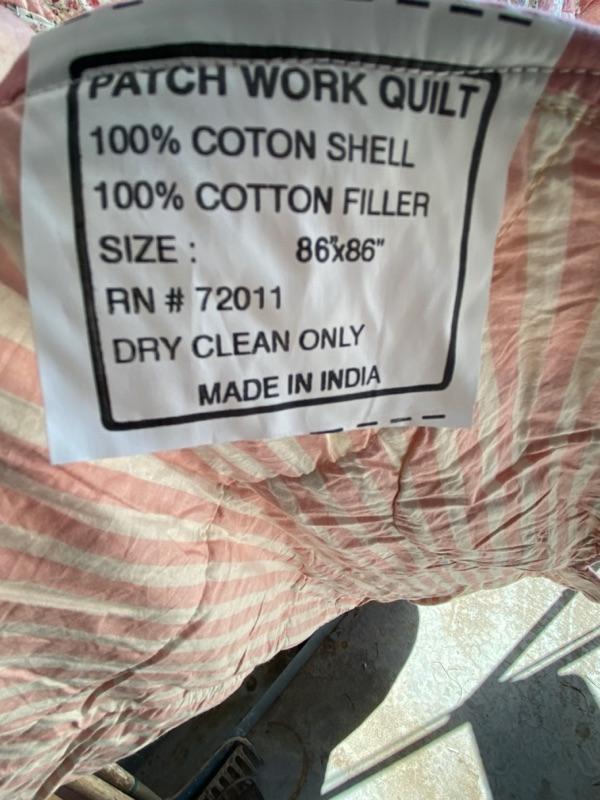 PATCH WORK QUILT
100% COTON SHELL
100% COTTON FILLER
SIZE : 86"x86"
RN # 72011
DRY CLEAN ONLY
MADE IN INDIA